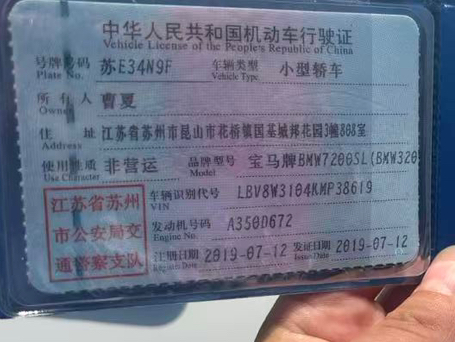 中华人民共和国机动车行驶证
Vehicle License of the People's Republic of China
号牌号码 苏E34N9F 车辆类型 小型轿车
Plate No. Vehicle Type
所有人 曹夏
Owner
住址 江苏省苏州市昆山市花桥镇国基城邦花园3幢808室
Address
使用性质 非营运 品牌型号 宝马牌BMW7200SL(BMW320
Use Character Model
江苏省苏州
市公安局交
通警察支队
车辆识别代号 LBV8W3104KMP38619
VIN
发动机号码 A350D672
Engine No.
注册日期 2019-07-12 发证日期 2019-07-12
Register Date Issue Date